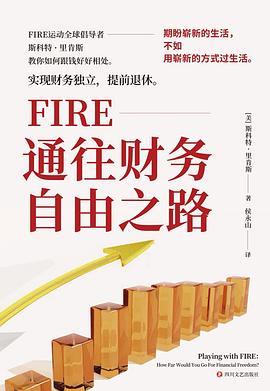 FIRE运动全球倡导者
斯科特·里肯斯
教你如何跟钱好好相处。
期盼崭新的生活,
不如
用崭新的方式过生活。
实现财务独立，提前退休。
FIRE
通往财务
自由之路
[美]斯科特·里肯斯 著
侯永山 译
Playing with FIRE:
How Far Would You Go For Financial Freedom?
四川文艺出版社